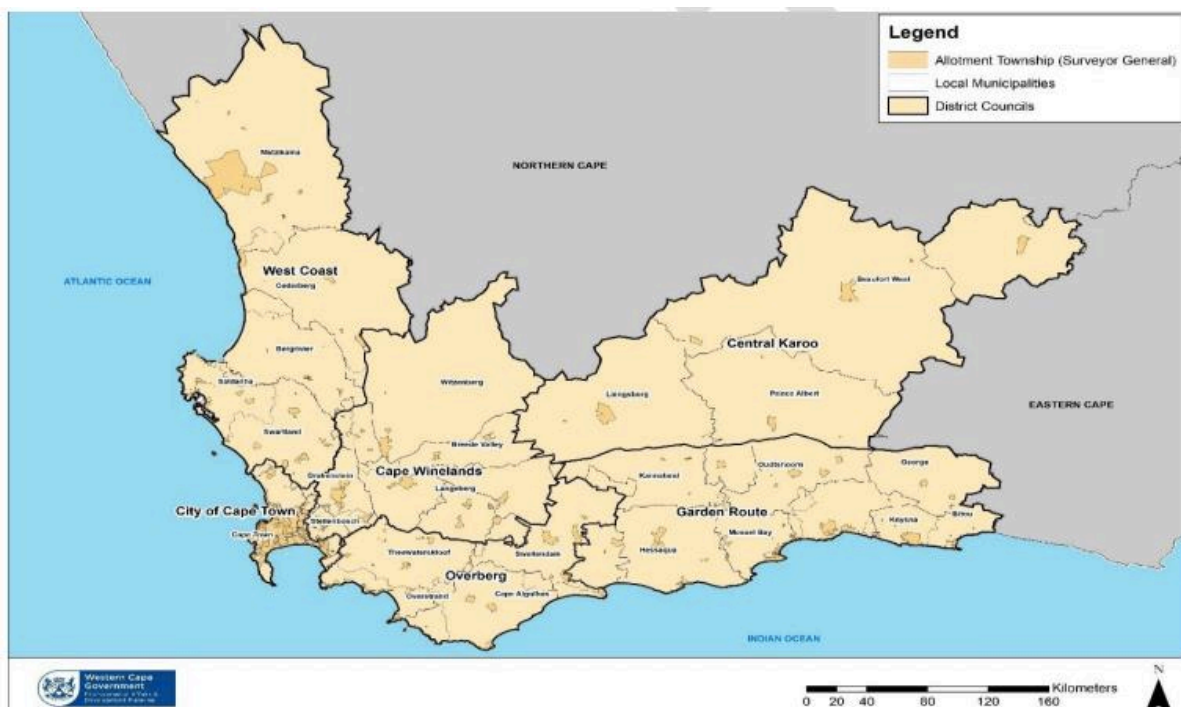 Legend
Allotment Township (Surveyor General)
Local Municipalities
District Councils
NORTHERN CAPE
Matzikama
ATLANTIC OCEAN
West Coast
Cederberg
Beaufort West
Bergrivier
Central Karoo
Saldanha
Witzenberg
Laingsberg
Prince Albert
EASTERN CAPE
Swartland
Breede Valley
Cape Winelands
Kannaland
Oudtshoorn
George
Drakenstein
Langeberg
City of Cape Town
Stellenbosch
Garden Route
Knysna
Bitou
Cape Town
Mossel Bay
Theewaterskloof
Swellendam
Hessequa
Overberg
Overstrand
Cape Algulhas
INDIAN OCEAN
Western Cape
Government
N
Kilometers
0 20 40 80 120 160